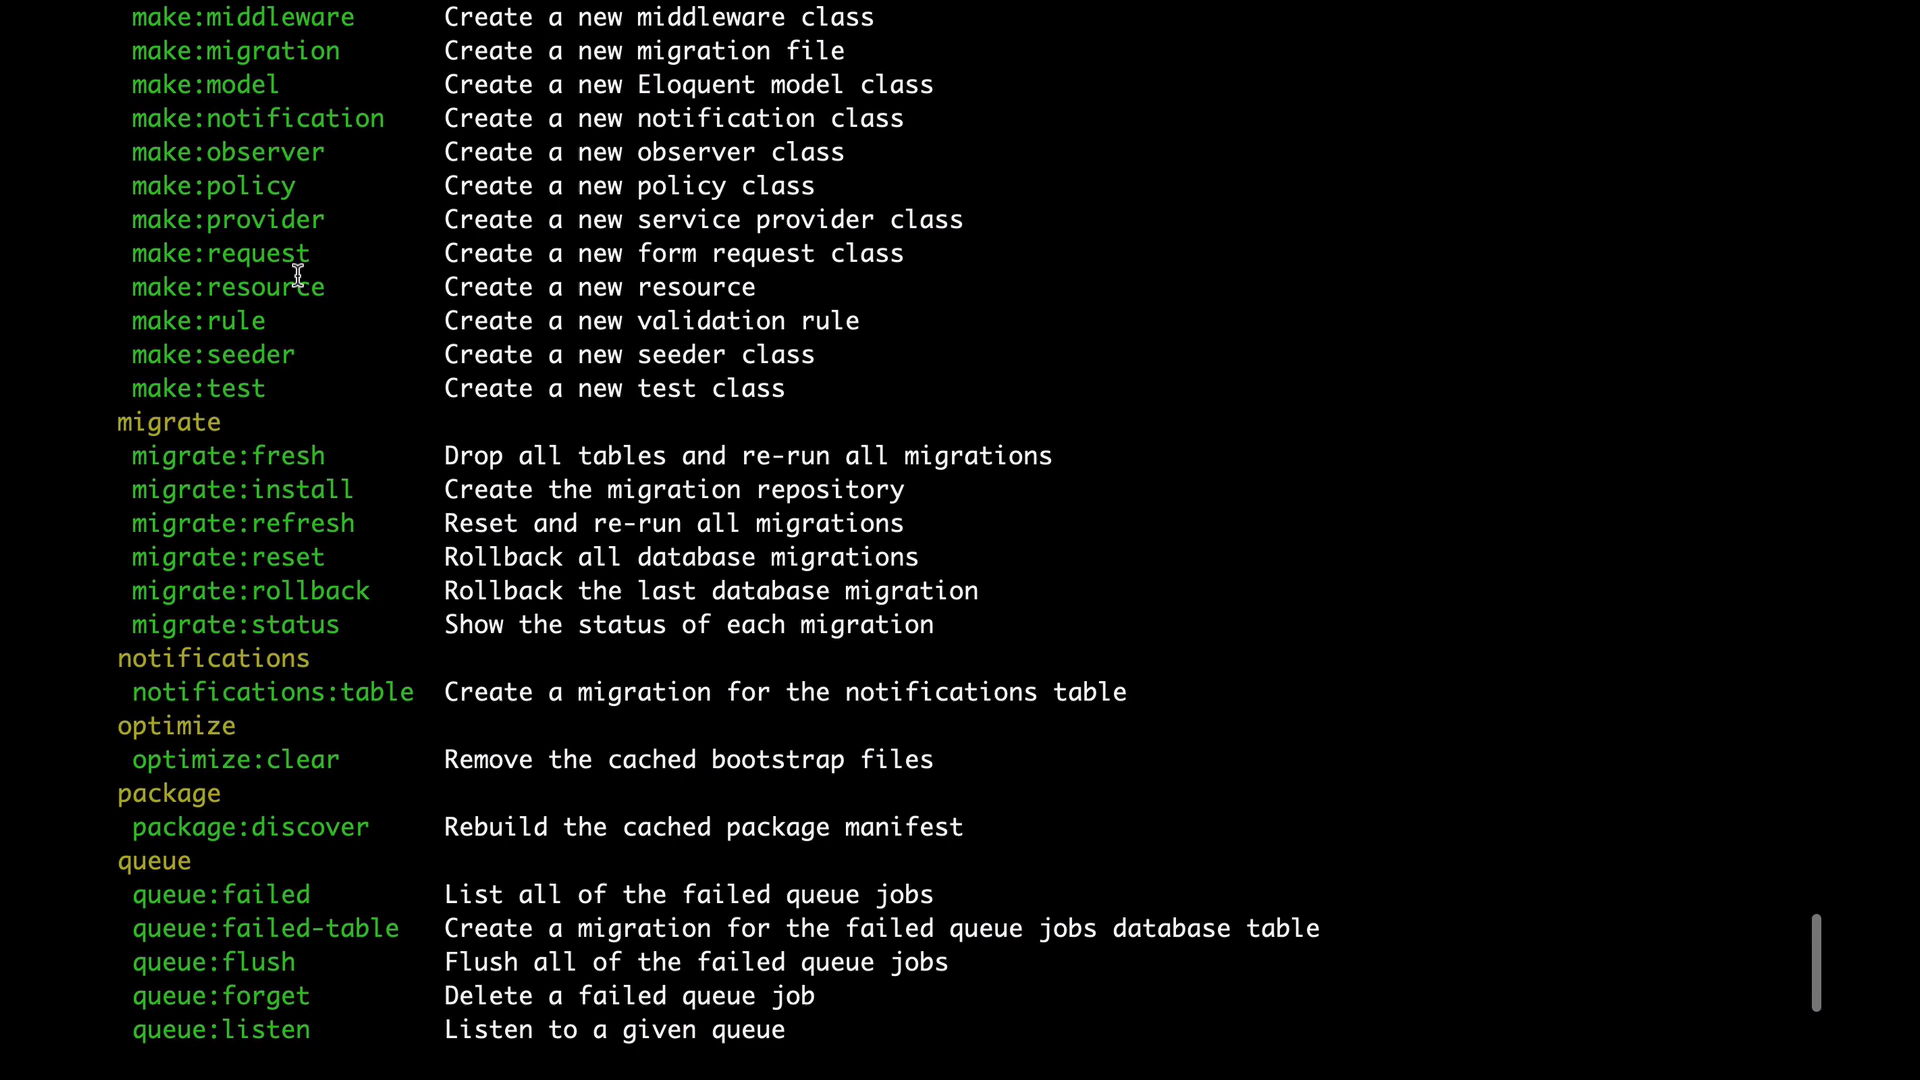 make:middleware Create a new middleware class
make:migration Create a new migration file
make:model Create a new Eloquent model class
make:notification Create a new notification class
make:observer Create a new observer class
make:policy Create a new policy class
make:provider Create a new service provider class
make:request Create a new form request class
make:resource Create a new resource
make:rule Create a new validation rule
make:seeder Create a new seeder class
make:test Create a new test class
migrate
migrate:fresh Drop all tables and re-run all migrations
migrate:install Create the migration repository
migrate:refresh Reset and re-run all migrations
migrate:reset Rollback all database migrations
migrate:rollback Rollback the last database migration
migrate:status Show the status of each migration
notifications
notifications:table Create a migration for the notifications table
optimize
optimize:clear Remove the cached bootstrap files
package
package:discover Rebuild the cached package manifest
queue
queue:failed List all of the failed queue jobs
queue:failed-table Create a migration for the failed queue jobs database table
queue:flush Flush all of the failed queue jobs
queue:forget Delete a failed queue job
queue:listen Listen to a given queue